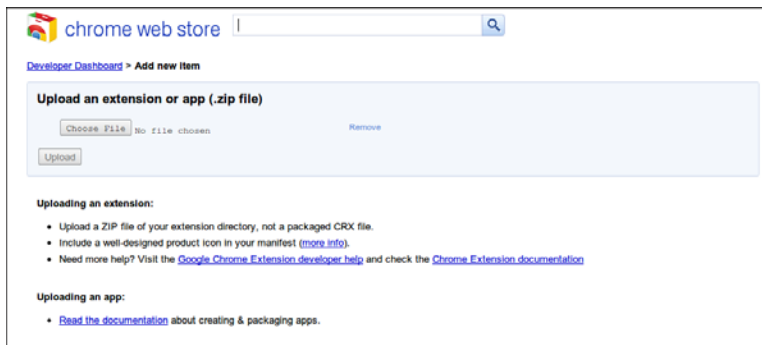 chrome web store
Developer Dashboard > Add new item
Upload an extension or app (.zip file)
Choose File No file chosen Remove
Upload
Uploading an extension:
• Upload a ZIP file of your extension directory, not a packaged CRX file.
• Include a well-designed product icon in your manifest (more info).
• Need more help? Visit the Google Chrome Extension developer help and check the Chrome Extension documentation
Uploading an app:
• Read the documentation about creating & packaging apps.